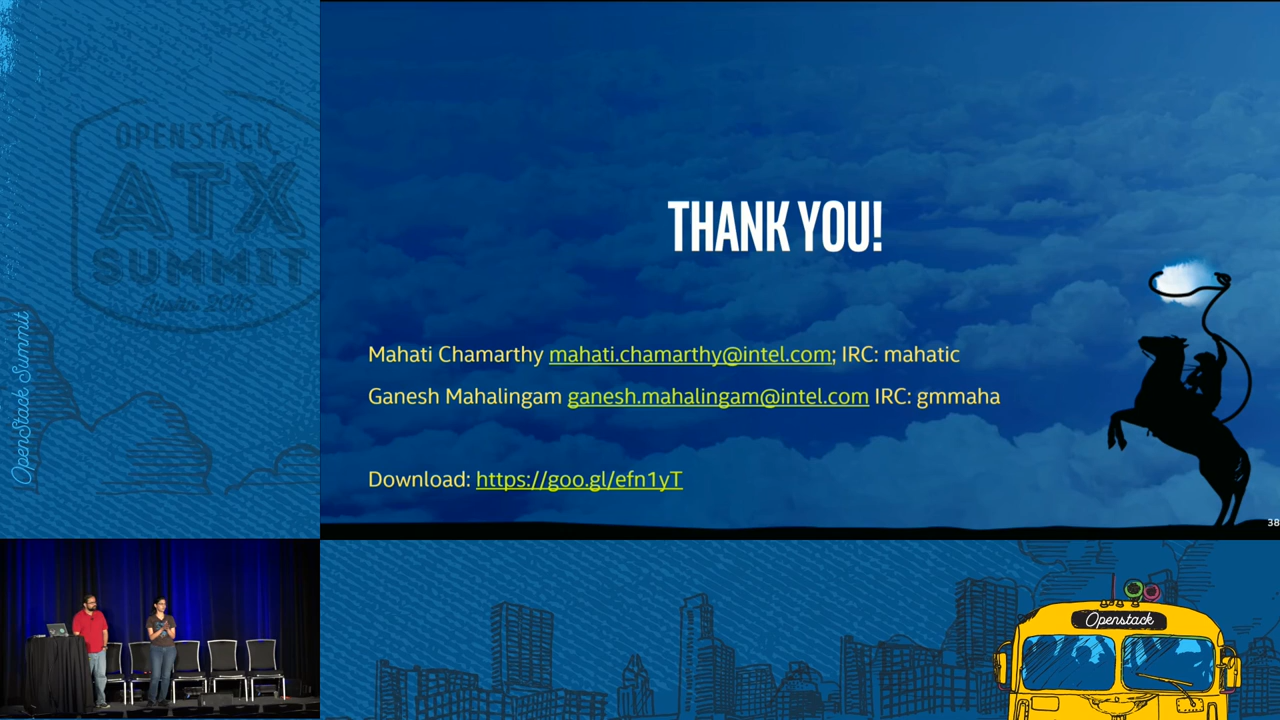 OPENSTACK
ATX
SUMMIT
Austin 2016
OpenStack Summit
THANK YOU!
Mahati Chamarthy mahati.chamarthy@intel.com; IRC: mahatic
Ganesh Mahalingam ganesh.mahalingam@intel.com IRC: gmmaha
Download: https://goo.gl/efn1yT
38
Openstack